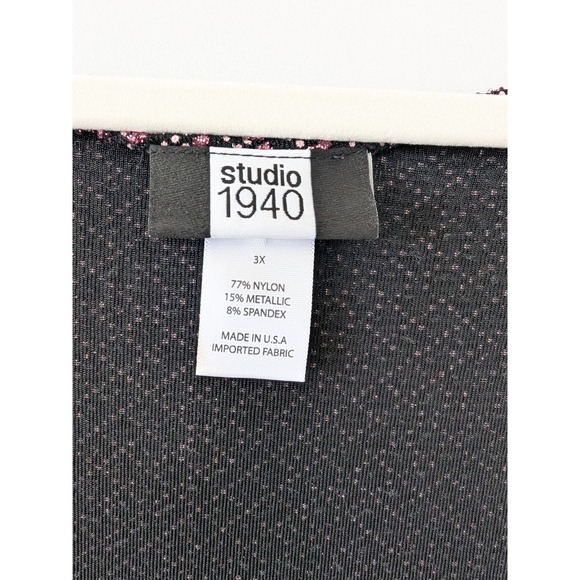 studio
1940
3X
77% NYLON
15% METALLIC
8% SPANDEX
MADE IN U.S.A
IMPORTED FABRIC